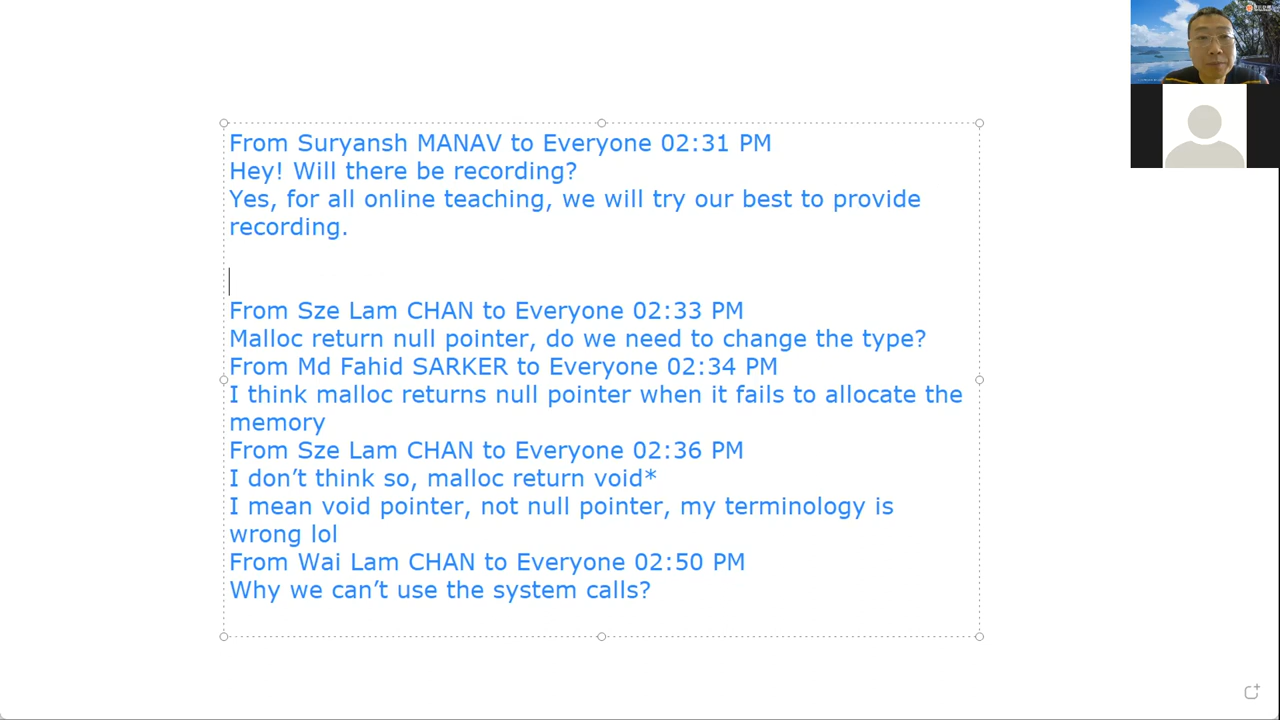 From Suryansh MANAV to Everyone 02:31 PM
Hey! Will there be recording?
Yes, for all online teaching, we will try our best to provide
recording.
From Sze Lam CHAN to Everyone 02:33 PM
Malloc return null pointer, do we need to change the type?
From Md Fahid SARKER to Everyone 02:34 PM
I think malloc returns null pointer when it fails to allocate the
memory
From Sze Lam CHAN to Everyone 02:36 PM
I don’t think so, malloc return void*
I mean void pointer, not null pointer, my terminology is
wrong lol
From Wai Lam CHAN to Everyone 02:50 PM
Why we can’t use the system calls?